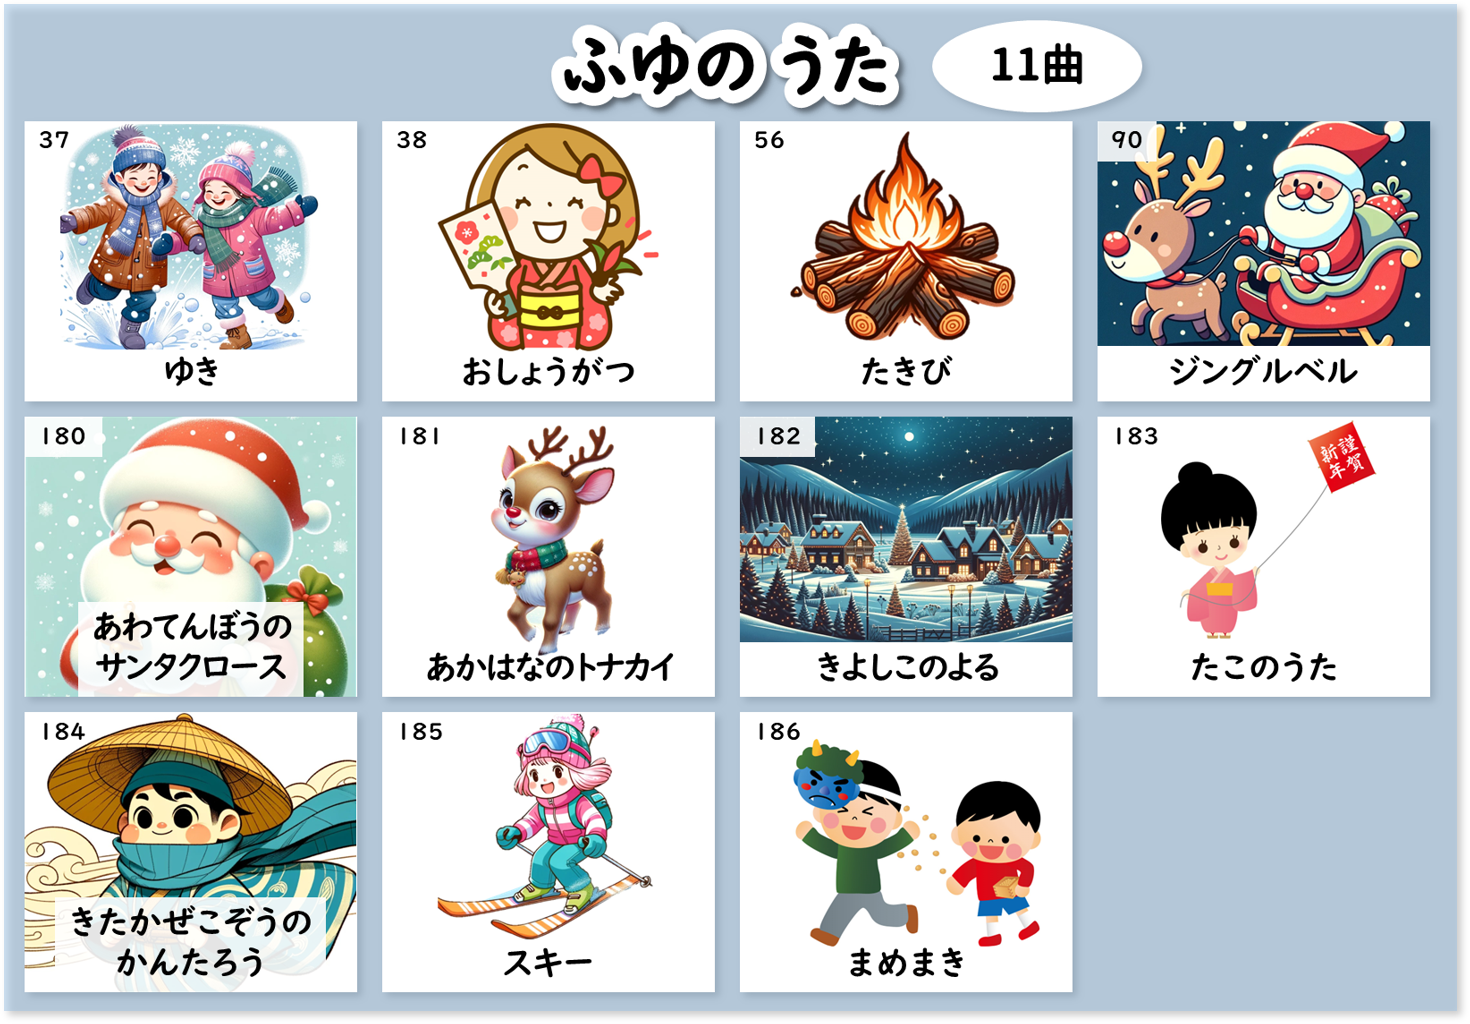 ふゆのうた
11曲
37
ゆき
38
おしょうがつ
56
たきび
90
ジングルベル
180
あわてんぼうの
サンタクロース
181
あかはなのトナカイ
182
きよしこのよる
183
謹賀
新年
たこのうた
184
きたかぜこぞうの
かんたろう
185
スキー
186
まめまき